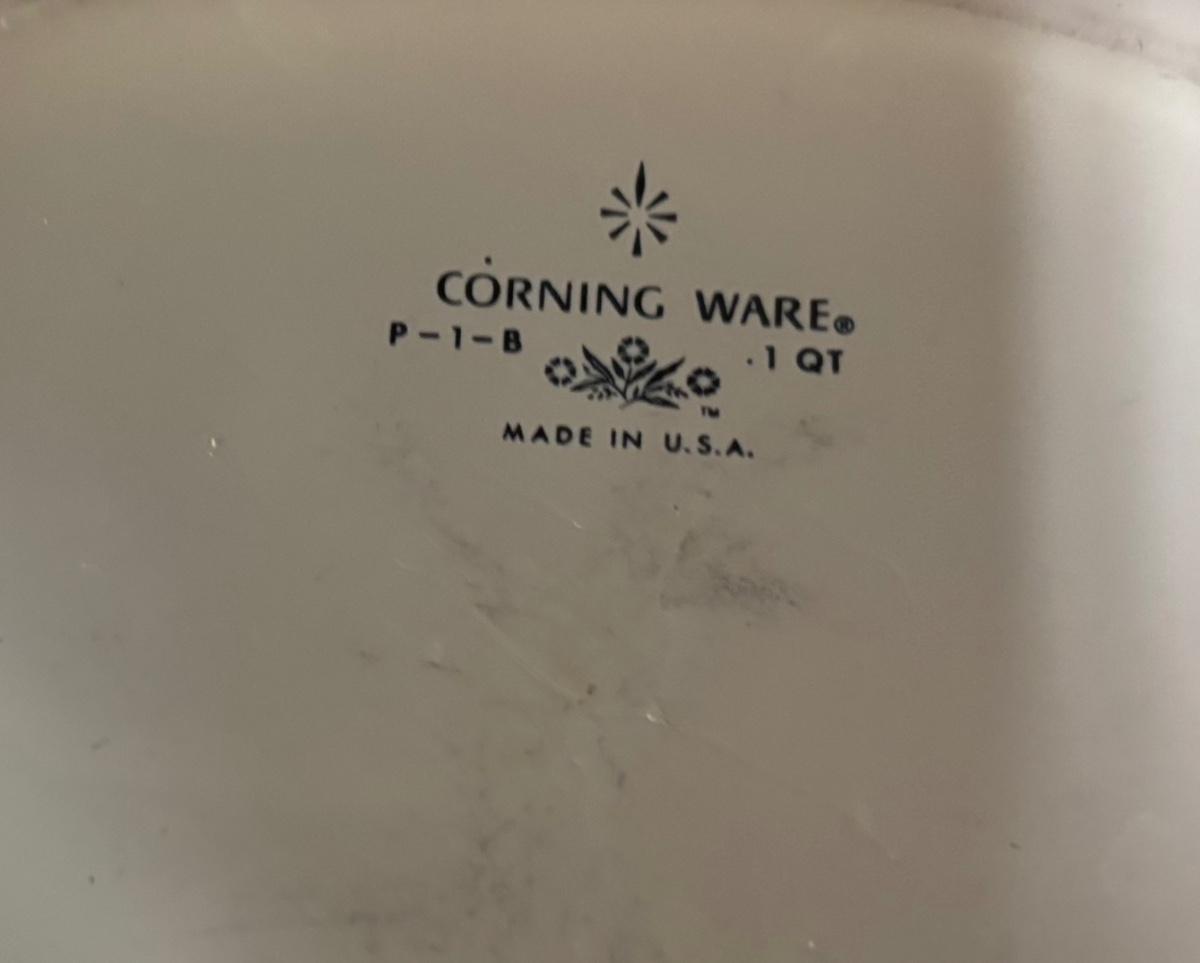 CORNING WARE®
P-1-B 1 QT
TM
MADE IN U.S.A.